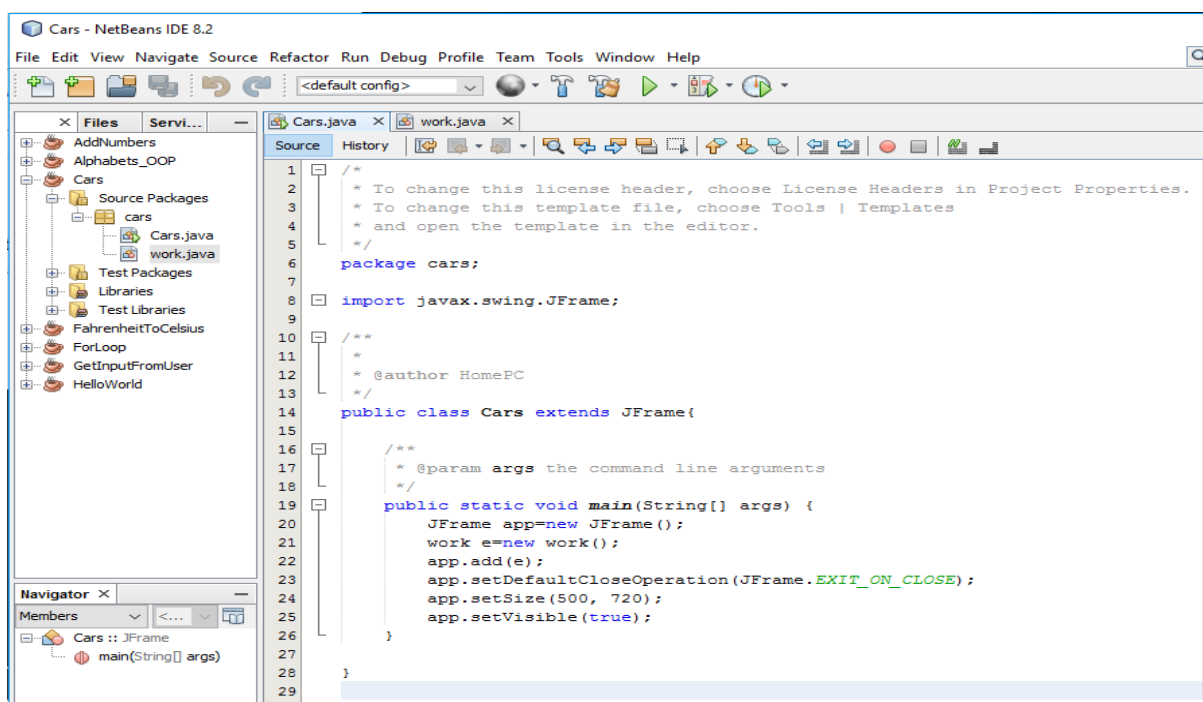 Cars - NetBeans IDE 8.2
File Edit View Navigate Source Refactor Run Debug Profile Team Tools Window Help
<default config>
Files Servi...
AddNumbers
Alphabets_OOP
Cars
Source Packages
cars
Cars.java
work.java
Test Packages
Libraries
Test Libraries
FahrenheitToCelsius
ForLoop
GetInputFromUser
HelloWorld
Navigator
Members <...
Cars :: JFrame
main(String[] args)
Cars.java work.java
Source History
1 /*
2 * To change this license header, choose License Headers in Project Properties.
3 * To change this template file, choose Tools | Templates
4 * and open the template in the editor.
5 */
6 package cars;
7
8 import javax.swing.JFrame;
9
10 /**
11 *
12 * @author HomePC
13 */
14 public class Cars extends JFrame{
15
16 /**
17 * @param args the command line arguments
18 */
19 public static void main(String[] args) {
20 JFrame app=new JFrame();
21 work e=new work();
22 app.add(e);
23 app.setDefaultCloseOperation(JFrame.EXIT_ON_CLOSE);
24 app.setSize(500, 720);
25 app.setVisible(true);
26 }
27
28 }
29